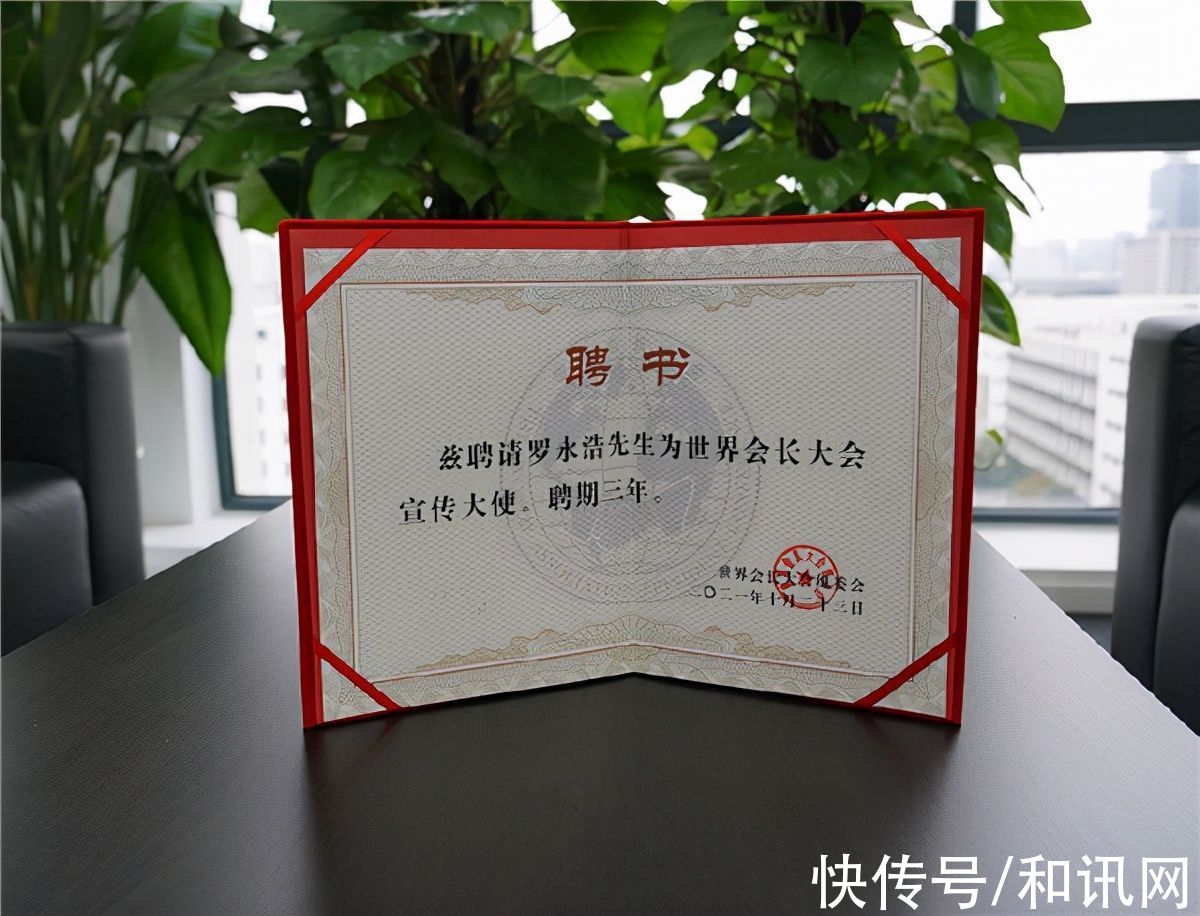 聘书
兹聘请罗永浩先生为世界会长大会
宣传大使。聘期三年。
世界会长大会组委会
二〇二一年十月二十三日
快传号/和讯网